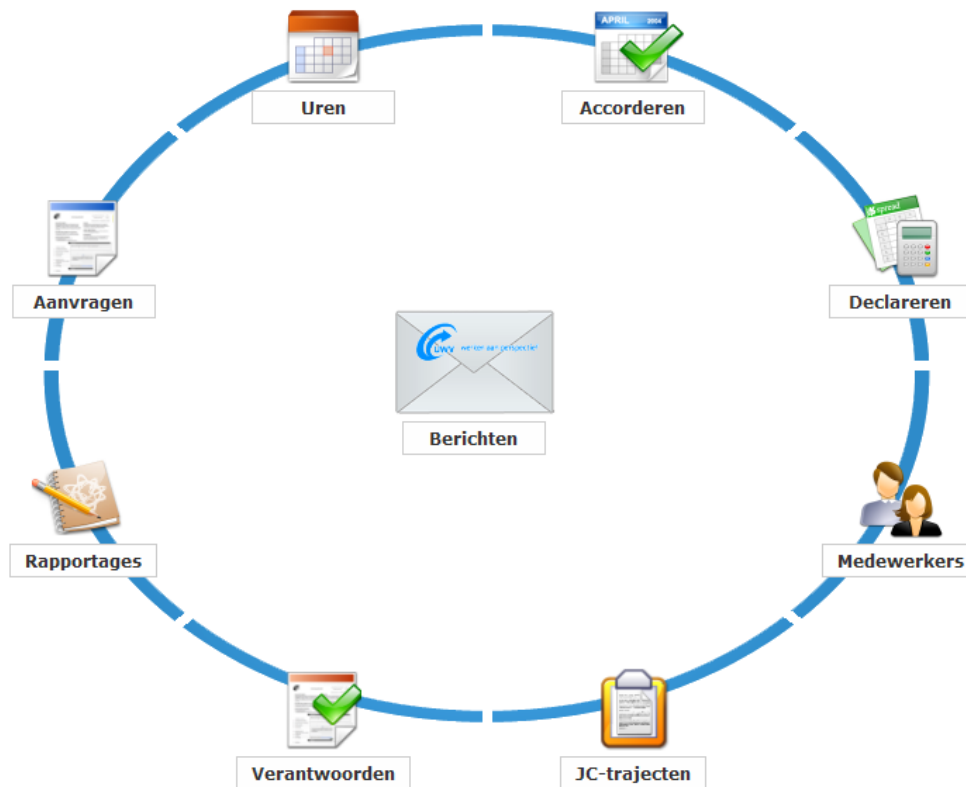 APRIL 2004
Uren
Accorderen
spread
Aanvragen
Declareren
UWV werken aan perspectief
Berichten
Rapportages
Medewerkers
Verantwoorden
JC-trajecten